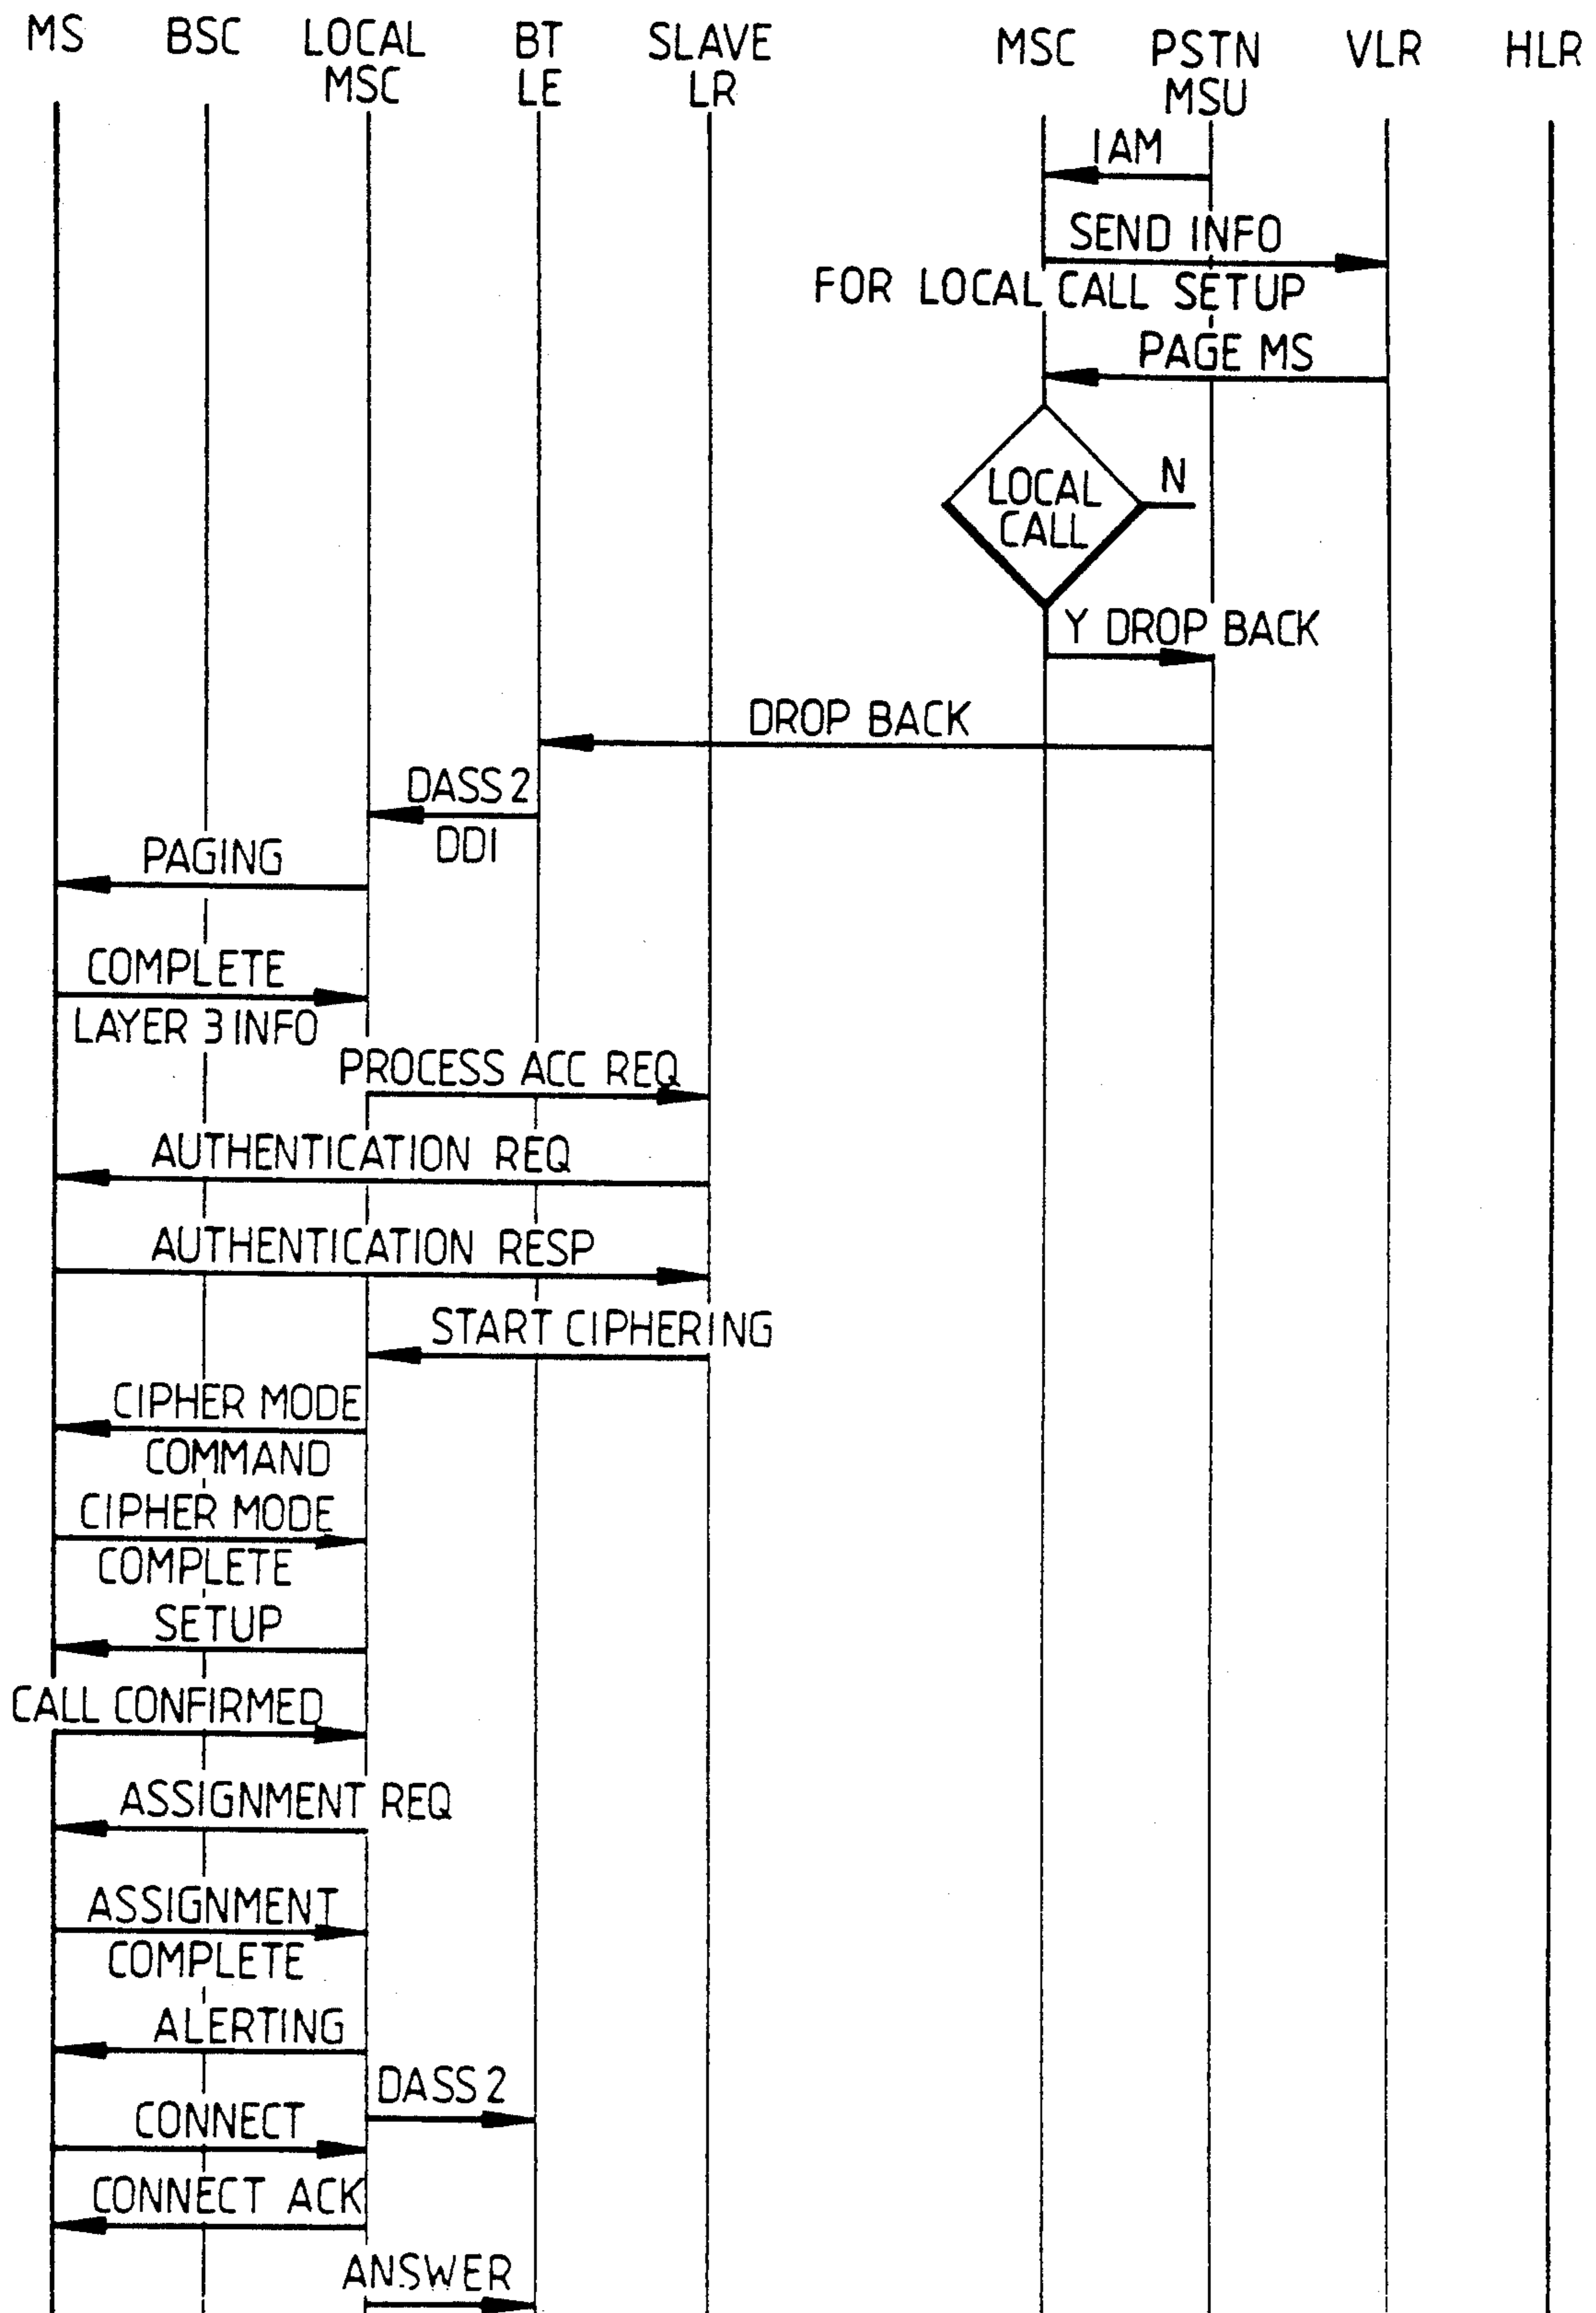 MS BSC LOCAL MSC BT LE SLAVE LR MSC PSTN MSU VLR HLR
IAM
SEND INFO
FOR LOCAL CALL SETUP
PAGE MS
LOCAL
CALL
N
Y DROP BACK
DROP BACK
DASS 2
DDI
PAGING
COMPLETE
LAYER 3 INFO
PROCESS ACC REQ
AUTHENTICATION REQ
AUTHENTICATION RESP
START CIPHERING
CIPHER MODE
COMMAND
CIPHER MODE
COMPLETE
SETUP
CALL CONFIRMED
ASSIGNMENT REQ
ASSIGNMENT
COMPLETE
ALERTING
DASS 2
CONNECT
CONNECT ACK
ANSWER